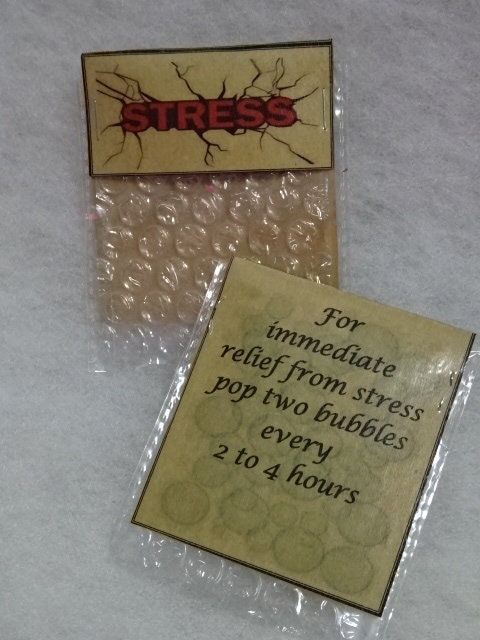 STRESS
For
immediate
relief from stress
pop two bubbles
every
2 to 4 hours